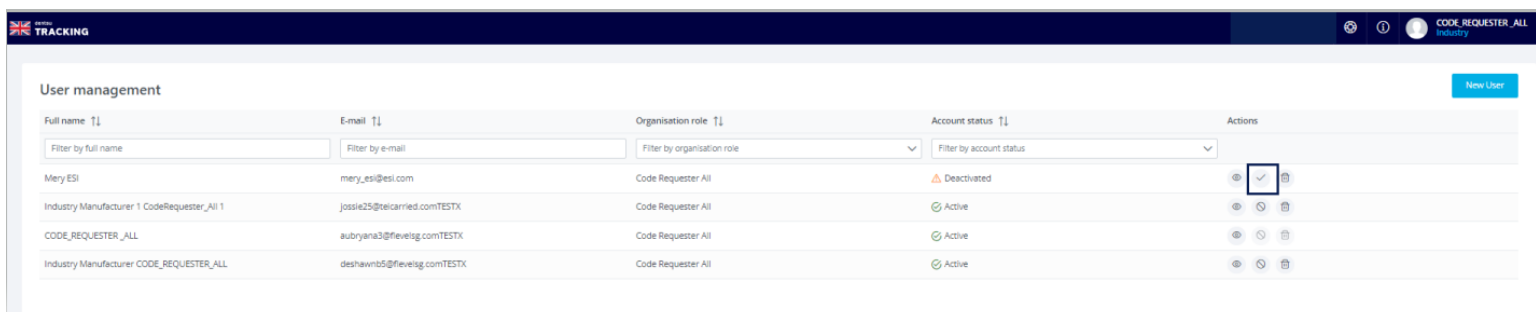 dentsu
TRACKING
CODE_REQUESTER_ALL
Industry
User management
New User
Full name E-mail Organisation role Account status Actions
Filter by full name Filter by e-mail Filter by organisation role Filter by account status
Mery ESI mery_esi@esi.com Code Requester All Deactivated
Industry Manufacturer 1 CodeRequester_All 1 jossie25@telcarried.comTESTX Code Requester All Active
CODE_REQUESTER_ALL aubryana3@flevelsg.comTESTX Code Requester All Active
Industry Manufacturer CODE_REQUESTER_ALL deshawnb5@flevelsg.comTESTX Code Requester All Active